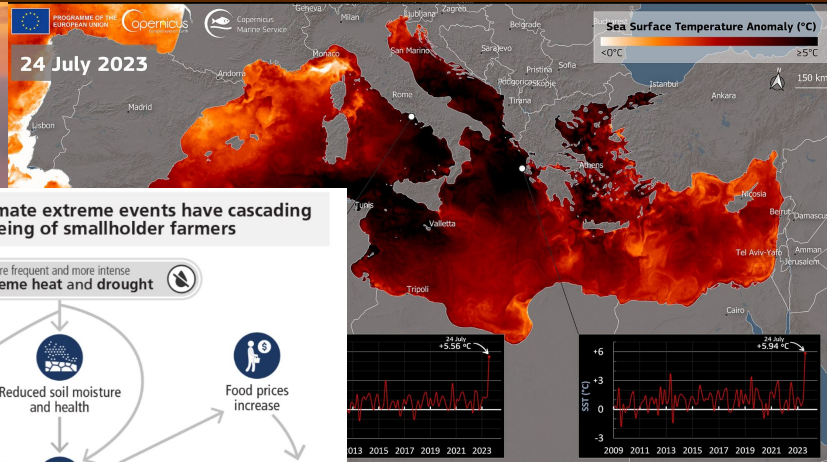 PROGRAMME OF THE
EUROPEAN UNION
Copernicus
Copernicus
Marine Service
24 July 2023
Sea Surface Temperature Anomaly (°C)
<0°C ≥5°C
N
150 km
Geneva
Milan
Ljubljana
Zagreb
Belgrade
Bucharest
Monaco
San Marino
Sarajevo
Andorra
Pristina
Sofia
Podgorica
Skopje
Istanbul
Madrid
Rome
Tirana
Ankara
Lisbon
Athens
Tunis
Valletta
Nicosia
Beirut
Damascus
Tel Aviv-Yafo
Amman
Jerusalem
Tripoli
Cairo
mate extreme events have cascading
eing of smallholder farmers
re frequent and more intense
eme heat and drought
Reduced soil moisture
and health
Food prices
increase
24 July
+5.56 °C
2013 2015 2017 2019 2021 2023
24 July
+5.94 °C
SST (°C)
+6
+3
0
-3
2009 2011 2013 2015 2017 2019 2021 2023